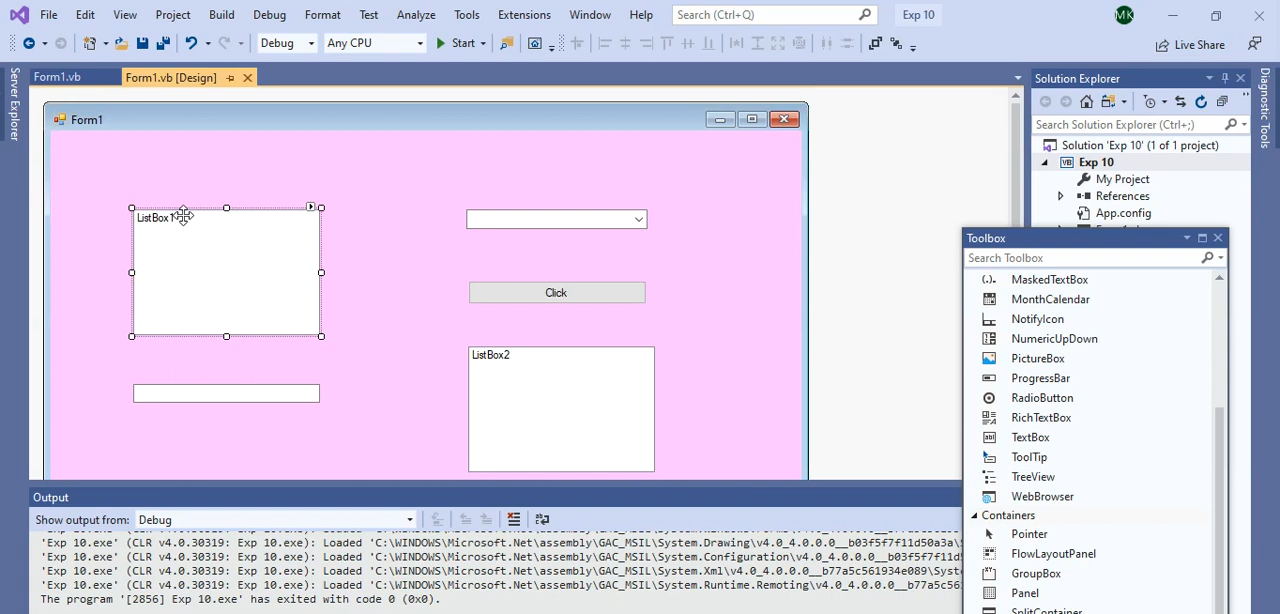 File Edit View Project Build Debug Format Test Analyze Tools Extensions Window Help Search (Ctrl+Q) Exp 10 MK
Debug Any CPU Start Live Share
Server Explorer
Form1.vb Form1.vb [Design]
Form1
ListBox1
Click
ListBox2
Solution Explorer
Search Solution Explorer (Ctrl+;)
Solution 'Exp 10' (1 of 1 project)
VB Exp 10
My Project
References
App.config
Diagnostic Tools
Toolbox
Search Toolbox
MaskedTextBox
MonthCalendar
NotifyIcon
NumericUpDown
PictureBox
ProgressBar
RadioButton
RichTextBox
TextBox
ToolTip
TreeView
WebBrowser
Containers
Pointer
FlowLayoutPanel
GroupBox
Panel
SplitContainer
Output
Show output from: Debug
'Exp 10.exe' (CLR v4.0.30319: Exp 10.exe): Loaded 'C:\WINDOWS\Microsoft.Net\assembly\GAC_MSIL\System.Drawing\v4.0_4.0.0.0__b03f5f7f11d50a3a\S
'Exp 10.exe' (CLR v4.0.30319: Exp 10.exe): Loaded 'C:\WINDOWS\Microsoft.Net\assembly\GAC_MSIL\System.Configuration\v4.0_4.0.0.0__b03f5f7f11d5
'Exp 10.exe' (CLR v4.0.30319: Exp 10.exe): Loaded 'C:\WINDOWS\Microsoft.Net\assembly\GAC_MSIL\System.Xml\v4.0_4.0.0.0__b77a5c561934e089\Syste
'Exp 10.exe' (CLR v4.0.30319: Exp 10.exe): Loaded 'C:\WINDOWS\Microsoft.Net\assembly\GAC_MSIL\System.Runtime.Remoting\v4.0_4.0.0.0__b77a5c561
The program '[2856] Exp 10.exe' has exited with code 0 (0x0).